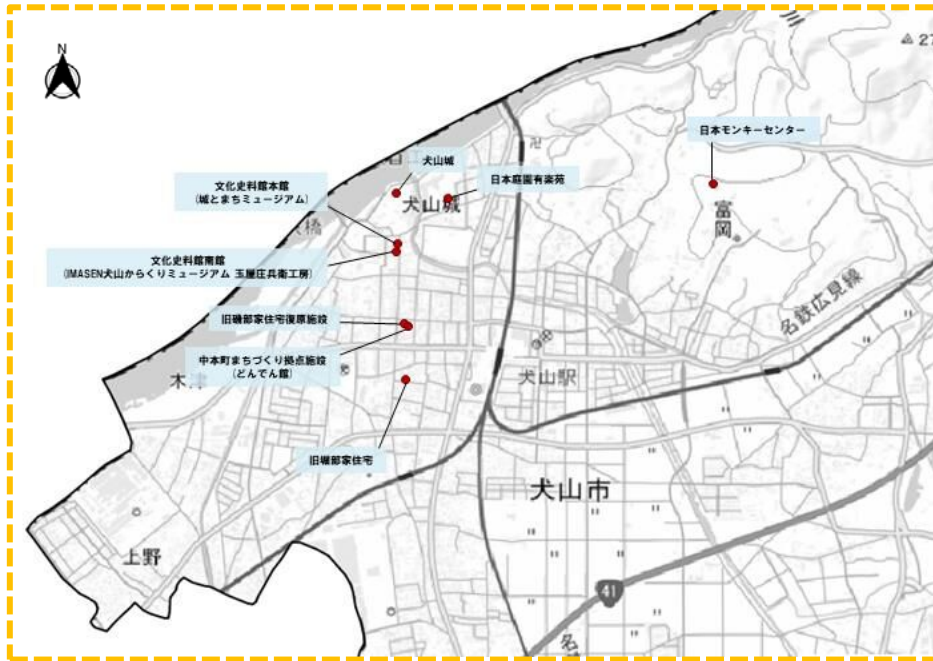 N
27
日本モンキーセンター
犬山城
日本庭園有楽苑
文化史料館本館
(城とまちミュージアム)
犬山城
富岡
橋
文化史料館南館
(IMASEN犬山からくりミュージアム 玉屋庄兵衛工房)
名鉄広見線
旧磯部家住宅復原施設
中本町まちづくり拠点施設
(どんでん館)
木津
犬山駅
旧堀部家住宅
犬山市
上野
41
名